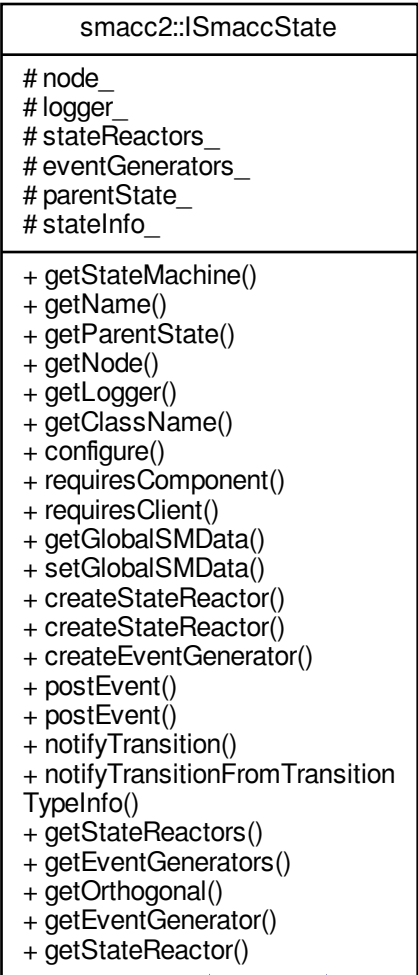 smacc2::ISmaccState
# node_
# logger_
# stateReactors_
# eventGenerators_
# parentState_
# stateInfo_
+ getStateMachine()
+ getName()
+ getParentState()
+ getNode()
+ getLogger()
+ getClassName()
+ configure()
+ requiresComponent()
+ requiresClient()
+ getGlobalSMData()
+ setGlobalSMData()
+ createStateReactor()
+ createStateReactor()
+ createEventGenerator()
+ postEvent()
+ postEvent()
+ notifyTransition()
+ notifyTransitionFromTransition
TypeInfo()
+ getStateReactors()
+ getEventGenerators()
+ getOrthogonal()
+ getEventGenerator()
+ getStateReactor()